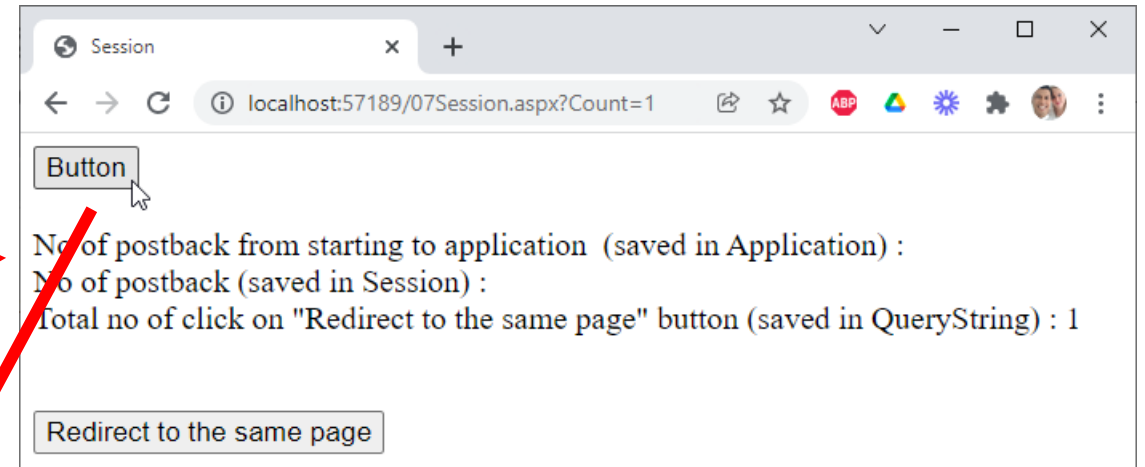 Session
localhost:57189/07Session.aspx?Count=1
ABP
Button
No of postback from starting to application (saved in Application) :
No of postback (saved in Session) :
Total no of click on "Redirect to the same page" button (saved in QueryString) : 1
Redirect to the same page